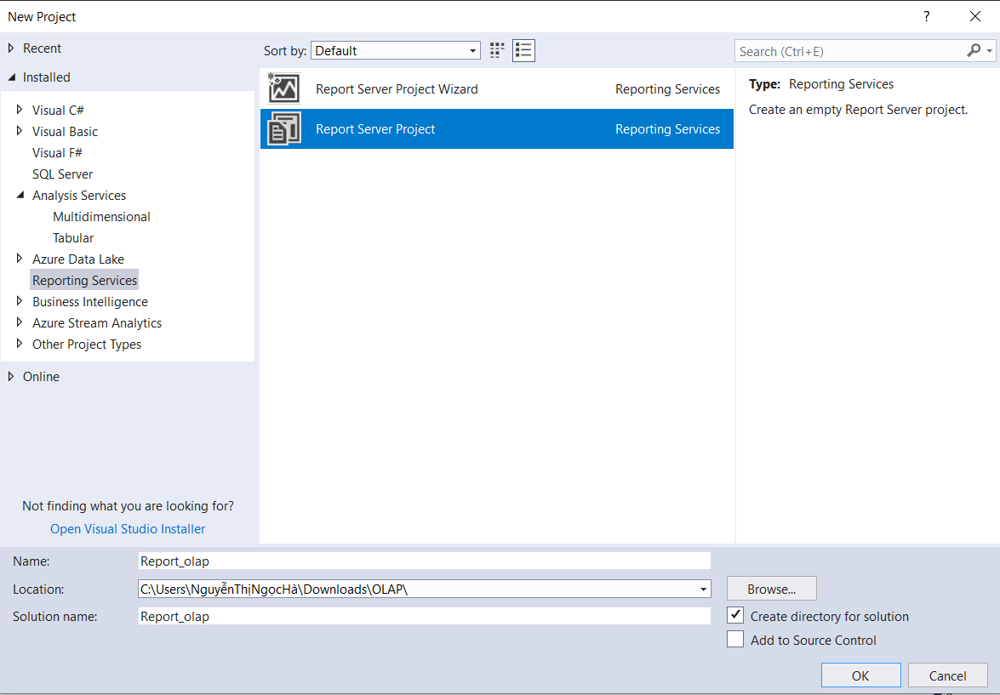 New Project
?
Recent
Installed
Visual C#
Visual Basic
Visual F#
SQL Server
Analysis Services
Multidimensional
Tabular
Azure Data Lake
Reporting Services
Business Intelligence
Azure Stream Analytics
Other Project Types
Online
Not finding what you are looking for?
Open Visual Studio Installer
Sort by: Default
Report Server Project Wizard Reporting Services
Report Server Project Reporting Services
Search (Ctrl+E)
Type: Reporting Services
Create an empty Report Server project.
Name: Report_olap
Location: C:\Users\NguyễnThịNgọcHà\Downloads\OLAP\
Browse...
Solution name: Report_olap
Create directory for solution
Add to Source Control
OK Cancel